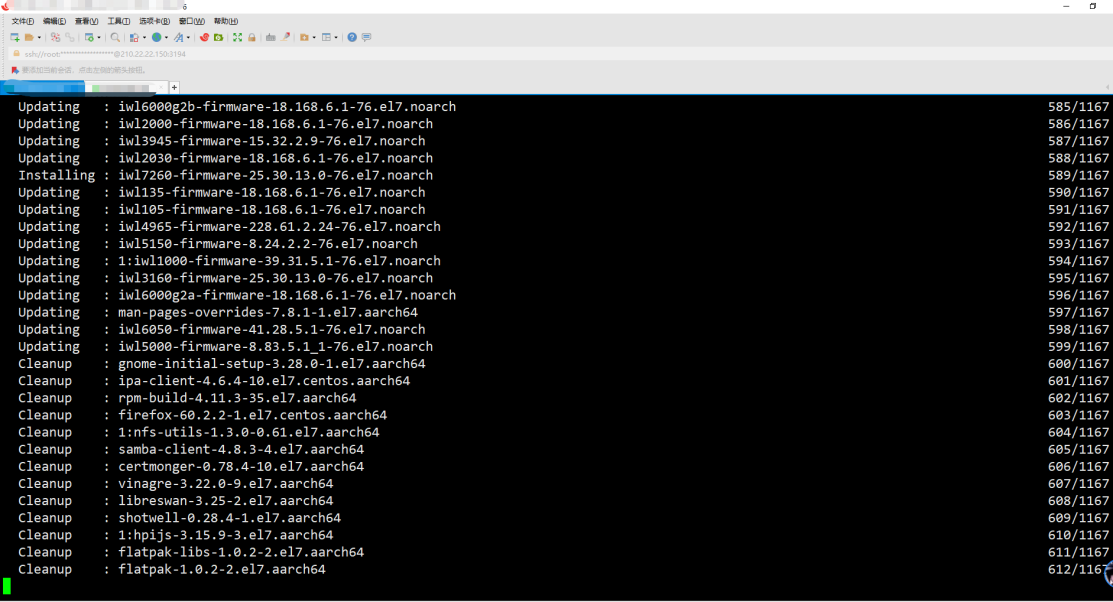 6
文件(F) 编辑(E) 查看(V) 工具(T) 选项卡(B) 窗口(W) 帮助(H)
ssh://root:******************@210.22.22.150:3194
要添加当前会话，点击左侧的箭头按钮。
Updating : iwl6000g2b-firmware-18.168.6.1-76.el7.noarch 585/1167
Updating : iwl2000-firmware-18.168.6.1-76.el7.noarch 586/1167
Updating : iwl3945-firmware-15.32.2.9-76.el7.noarch 587/1167
Updating : iwl2030-firmware-18.168.6.1-76.el7.noarch 588/1167
Installing : iwl7260-firmware-25.30.13.0-76.el7.noarch 589/1167
Updating : iwl135-firmware-18.168.6.1-76.el7.noarch 590/1167
Updating : iwl105-firmware-18.168.6.1-76.el7.noarch 591/1167
Updating : iwl4965-firmware-228.61.2.24-76.el7.noarch 592/1167
Updating : iwl5150-firmware-8.24.2.2-76.el7.noarch 593/1167
Updating : 1:iwl1000-firmware-39.31.5.1-76.el7.noarch 594/1167
Updating : iwl3160-firmware-25.30.13.0-76.el7.noarch 595/1167
Updating : iwl6000g2a-firmware-18.168.6.1-76.el7.noarch 596/1167
Updating : man-pages-overrides-7.8.1-1.el7.aarch64 597/1167
Updating : iwl6050-firmware-41.28.5.1-76.el7.noarch 598/1167
Updating : iwl5000-firmware-8.83.5.1_1-76.el7.noarch 599/1167
Cleanup : gnome-initial-setup-3.28.0-1.el7.aarch64 600/1167
Cleanup : ipa-client-4.6.4-10.el7.centos.aarch64 601/1167
Cleanup : rpm-build-4.11.3-35.el7.aarch64 602/1167
Cleanup : firefox-60.2.2-1.el7.centos.aarch64 603/1167
Cleanup : 1:nfs-utils-1.3.0-0.61.el7.aarch64 604/1167
Cleanup : samba-client-4.8.3-4.el7.aarch64 605/1167
Cleanup : certmonger-0.78.4-10.el7.aarch64 606/1167
Cleanup : vinagre-3.22.0-9.el7.aarch64 607/1167
Cleanup : libreswan-3.25-2.el7.aarch64 608/1167
Cleanup : shotwell-0.28.4-1.el7.aarch64 609/1167
Cleanup : 1:hpijs-3.15.9-3.el7.aarch64 610/1167
Cleanup : flatpak-libs-1.0.2-2.el7.aarch64 611/1167
Cleanup : flatpak-1.0.2-2.el7.aarch64 612/1167